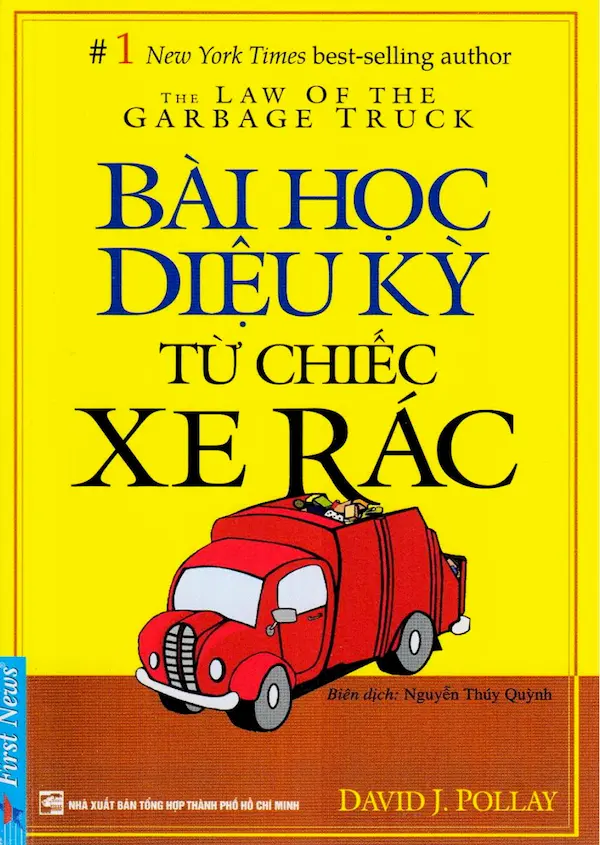 # 1 New York Times best-selling author
THE LAW OF THE
GARBAGE TRUCK
BÀI HỌC
DIỆU KỲ
TỪ CHIẾC
XE RÁC
Biên dịch: Nguyễn Thúy Quỳnh
First News
NHÀ XUẤT BẢN TỔNG HỢP THÀNH PHỐ HỒ CHÍ MINH
DAVID J. POLLAY